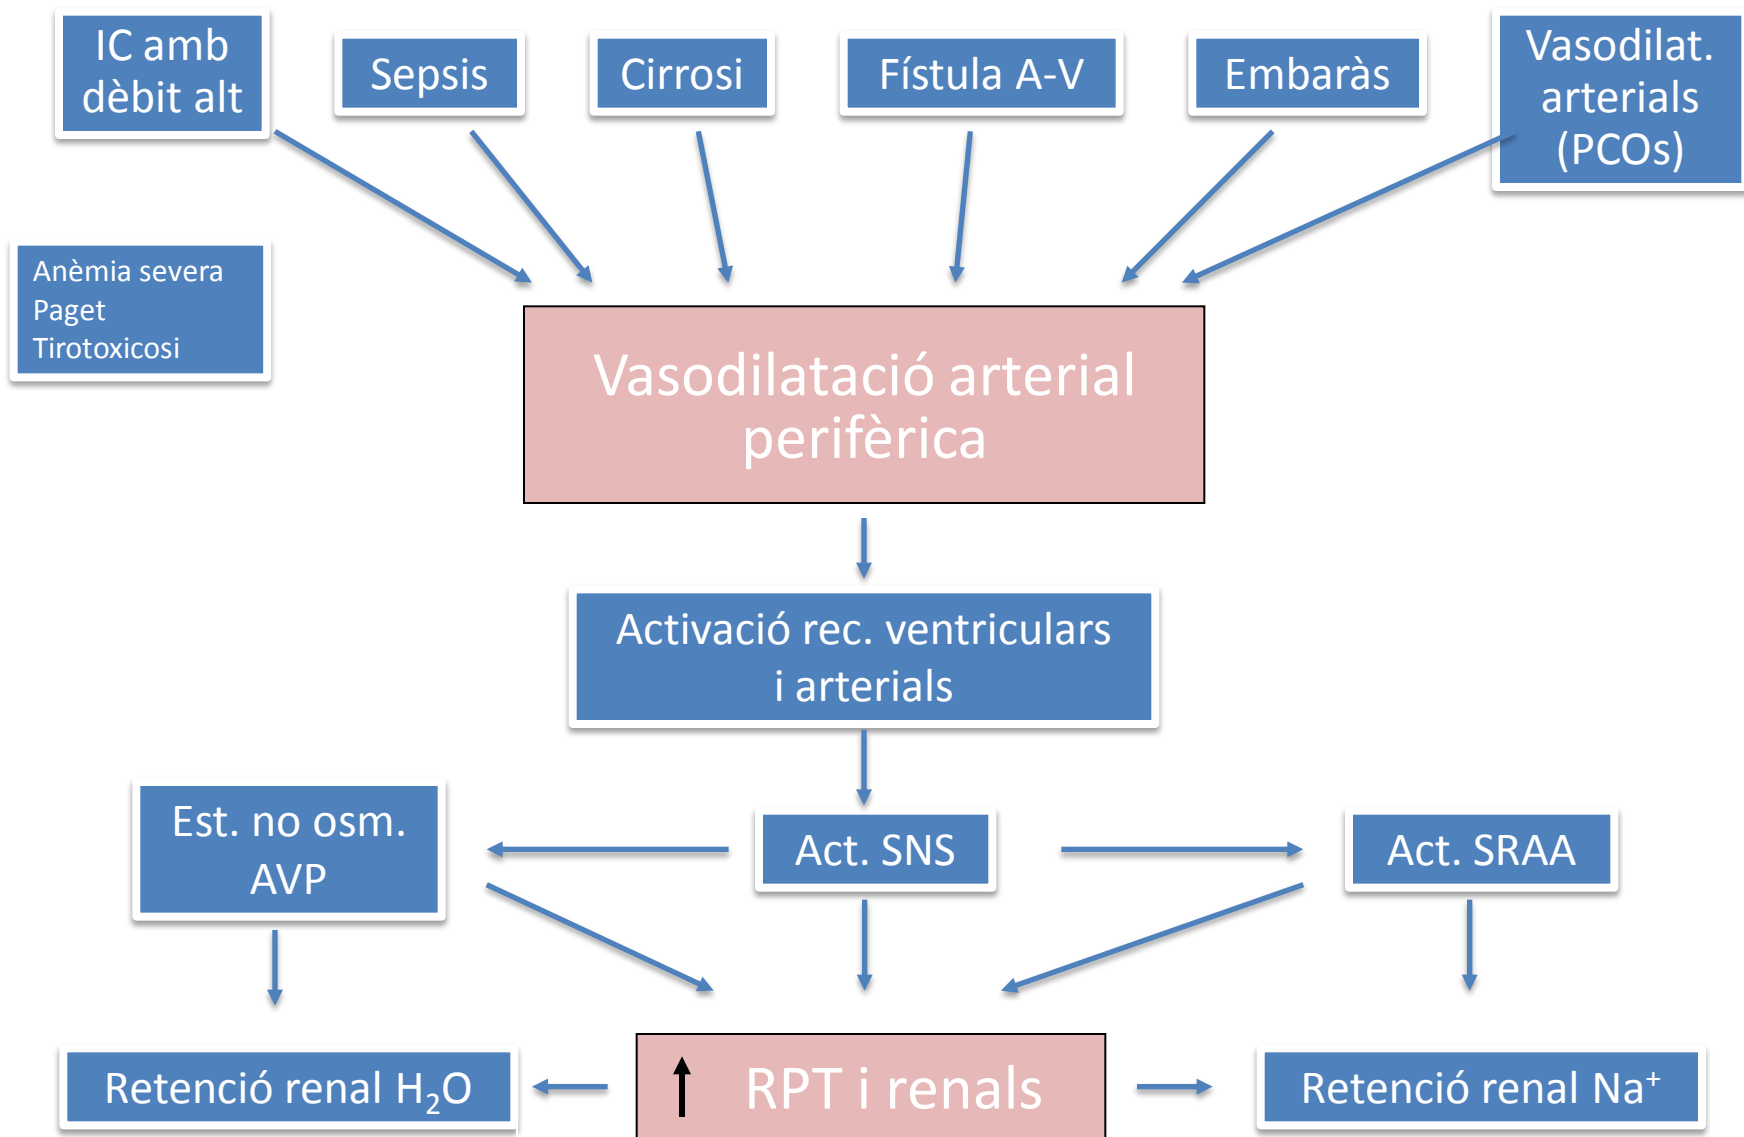 IC amb
dèbit alt
Sepsis
Cirrosi
Fístula A-V
Embaràs
Vasodilat.
arterials
(PCOs)
Anèmia severa
Paget
Tirotoxicosi
Vasodilatació arterial
perifèrica
Activació rec. ventriculars
i arterials
Est. no osm.
AVP
Act. SNS
Act. SRAA
Retenció renal H₂O
RPT i renals
Retenció renal Na⁺